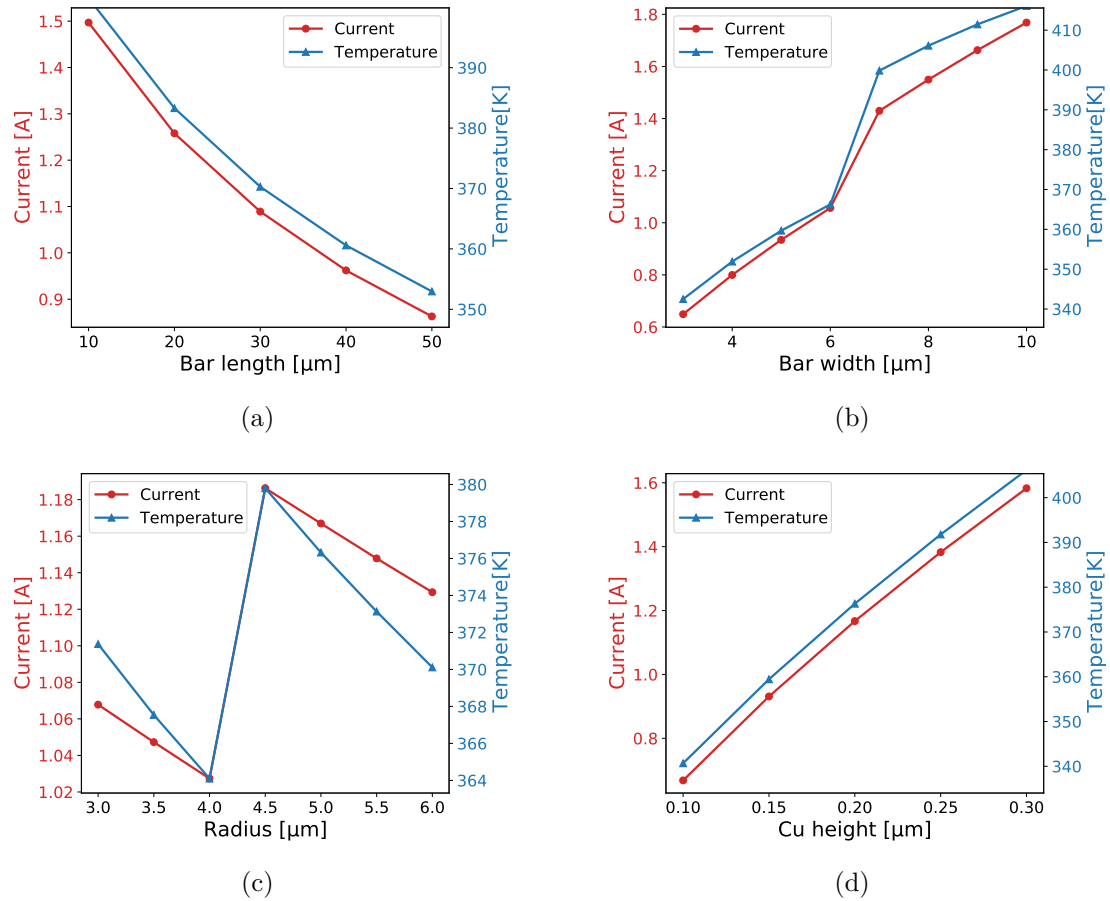 Current
Temperature
Current [A]
1.5
1.4
1.3
1.2
1.1
1.0
0.9
390
380
370
360
350
Temperature[K]
10 20 30 40 50
Bar length [μm]
(a)
Current
Temperature
Current [A]
1.8
1.6
1.4
1.2
1.0
0.8
0.6
410
400
390
380
370
360
350
340
Temperature[K]
4 6 8 10
Bar width [μm]
(b)
Current
Temperature
Current [A]
1.18
1.16
1.14
1.12
1.10
1.08
1.06
1.04
1.02
380
378
376
374
372
370
368
366
364
Temperature[K]
3.0 3.5 4.0 4.5 5.0 5.5 6.0
Radius [μm]
(c)
Current
Temperature
Current [A]
1.6
1.4
1.2
1.0
0.8
400
390
380
370
360
350
340
Temperature[K]
0.10 0.15 0.20 0.25 0.30
Cu height [μm]
(d)